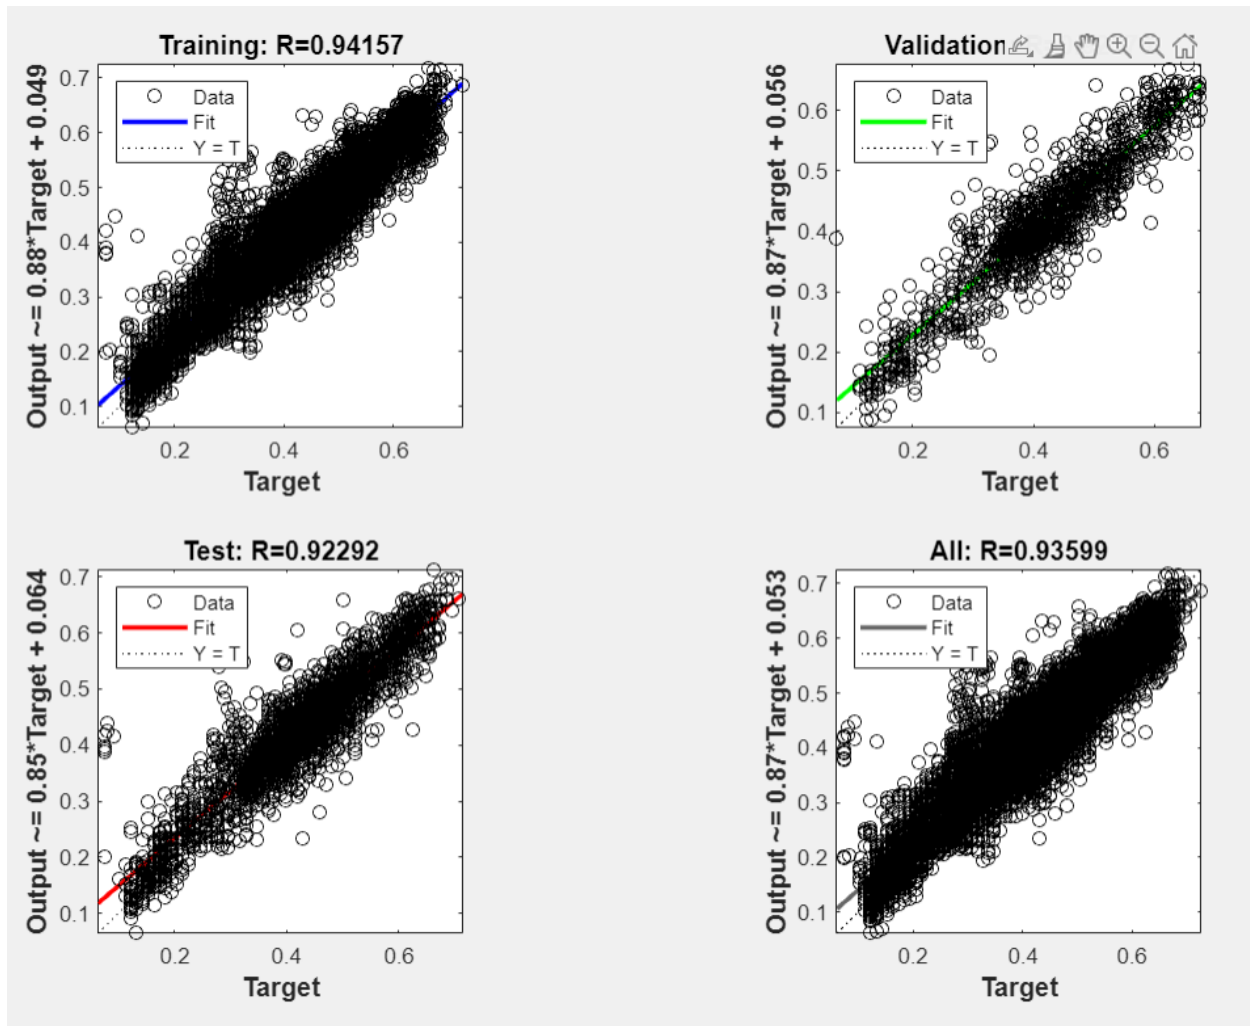 Training: R=0.94157
Output ~= 0.88*Target + 0.049
0.7
0.6
0.5
0.4
0.3
0.2
0.1
Data
Fit
Y = T
0.2 0.4 0.6
Target
Validation
Output ~= 0.87*Target + 0.056
0.6
0.5
0.4
0.3
0.2
0.1
Data
Fit
Y = T
0.2 0.4 0.6
Target
Test: R=0.92292
Output ~= 0.85*Target + 0.064
0.7
0.6
0.5
0.4
0.3
0.2
0.1
Data
Fit
Y = T
0.2 0.4 0.6
Target
All: R=0.93599
Output ~= 0.87*Target + 0.053
0.7
0.6
0.5
0.4
0.3
0.2
0.1
Data
Fit
Y = T
0.2 0.4 0.6
Target